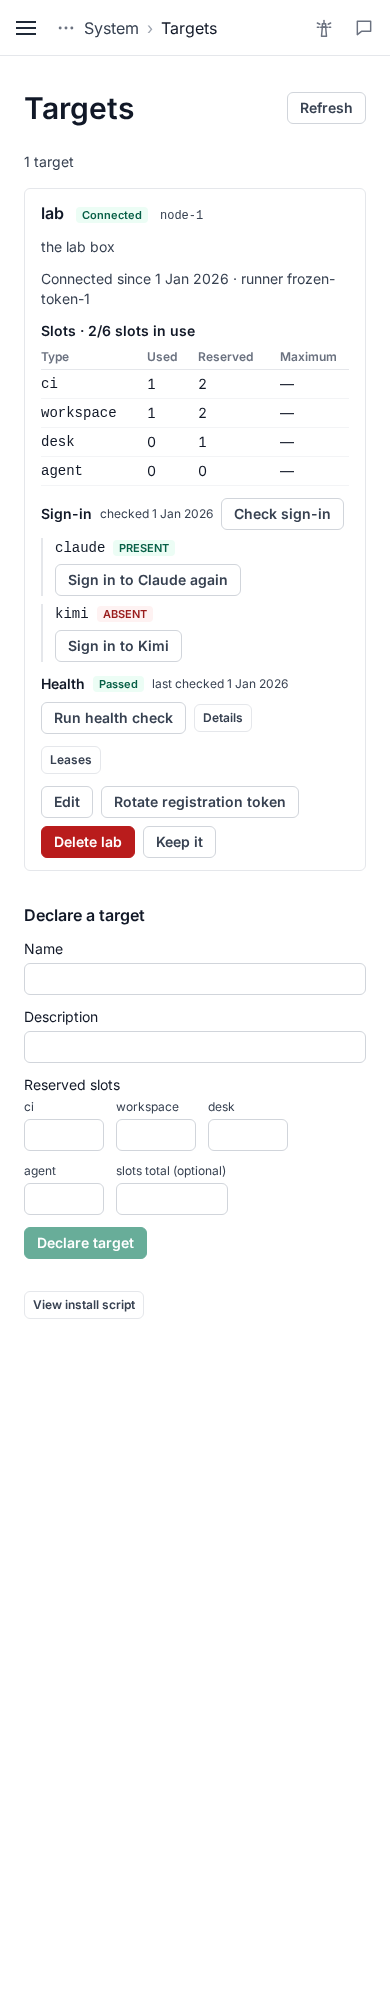 System › Targets
Targets
Refresh
1 target
lab Connected node-1
the lab box
Connected since 1 Jan 2026 · runner frozen-
token-1
Slots · 2/6 slots in use
Type Used Reserved Maximum
ci 1 2 —
workspace 1 2 —
desk 0 1 —
agent 0 0 —
Sign-in checked 1 Jan 2026 Check sign-in
claude PRESENT
Sign in to Claude again
kimi ABSENT
Sign in to Kimi
Health Passed last checked 1 Jan 2026
Run health check Details
Leases
Edit Rotate registration token
Delete lab Keep it
Declare a target
Name
Description
Reserved slots
ci workspace desk
agent slots total (optional)
Declare target
View install script